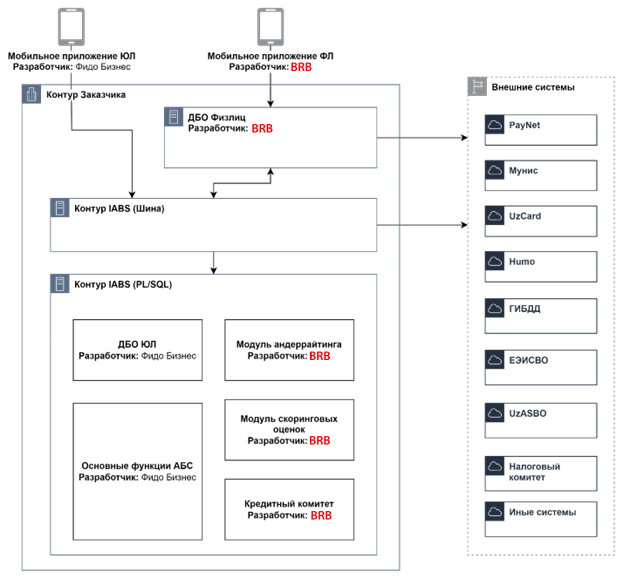 Мобильное приложение ЮЛ
Разработчик: Фидо Бизнес
Мобильное приложение ФЛ
Разработчик: BRB
Контур Заказчика
ДБО Физлиц
Разработчик: BRB
Контур IABS (Шина)
Контур IABS (PL/SQL)
ДБО ЮЛ
Разработчик: Фидо Бизнес
Модуль андеррайтинга
Разработчик: BRB
Основные функции АБС
Разработчик: Фидо Бизнес
Модуль скоринговых
оценок
Разработчик: BRB
Кредитный комитет
Разработчик: BRB
Внешние системы
PayNet
Мунис
UzCard
Humo
ГИБДД
ЕЭИСВО
UzASBO
Налоговый
комитет
Иные системы